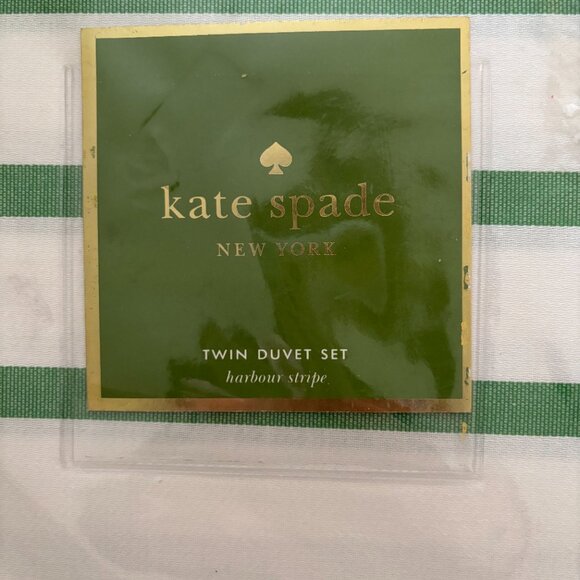 kate spade
NEW YORK
TWIN DUVET SET
harbour stripe